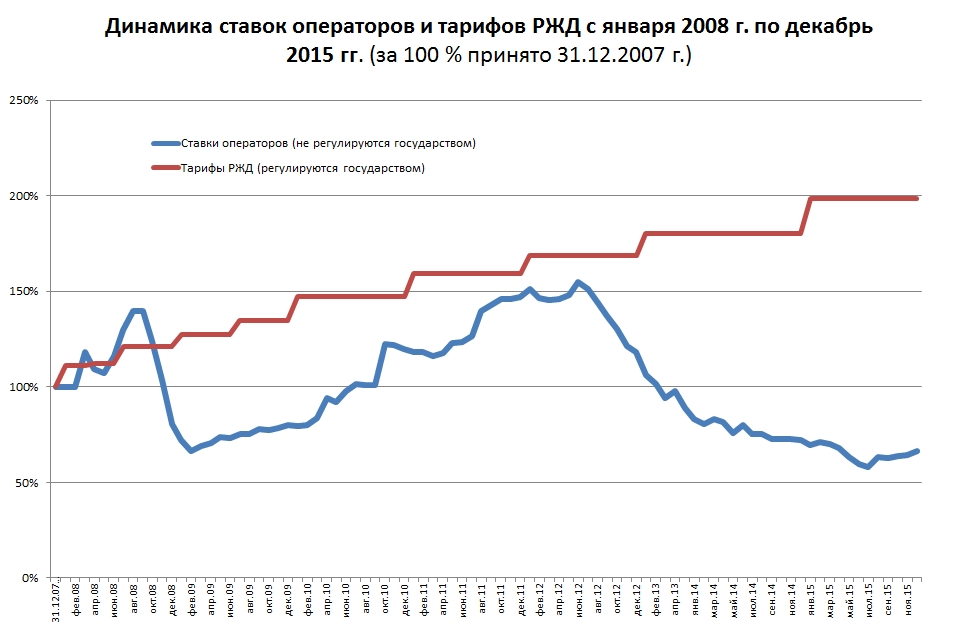 Динамика ставок операторов и тарифов РЖД с января 2008 г. по декабрь
2015 гг. (за 100 % принято 31.12.2007 г.)
250%
Ставки операторов (не регулируются государством)
Тарифы РЖД (регулируются государством)
200%
150%
100%
50%
0%
31.12.07.
фев.08
апр.08
июн.08
авг.08
окт.08
дек.08
фев.09
апр.09
июн.09
авг.09
окт.09
дек.09
фев.10
апр.10
июн.10
авг.10
окт.10
дек.10
фев.11
апр.11
июн.11
авг.11
окт.11
дек.11
фев.12
апр.12
июн.12
авг.12
окт.12
дек.12
фев.13
апр.13
янв.14
мар.14
май.14
июл.14
сен.14
ноя.14
янв.15
мар.15
май.15
июл.15
сен.15
ноя.15